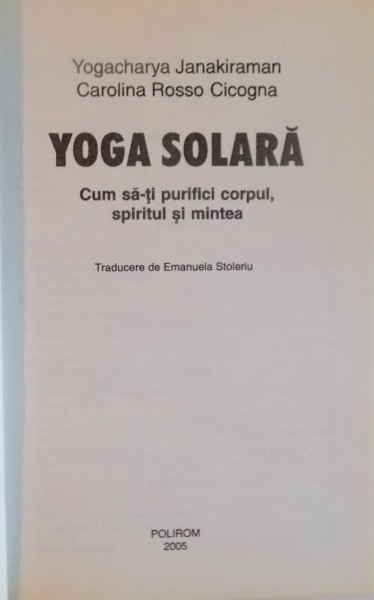 Yogacharya Janakiraman
Carolina Rosso Cicogna
YOGA SOLARĂ
Cum să-ţi purifici corpul,
spiritul şi mintea
Traducere de Emanuela Stoleriu
POLIROM
2005